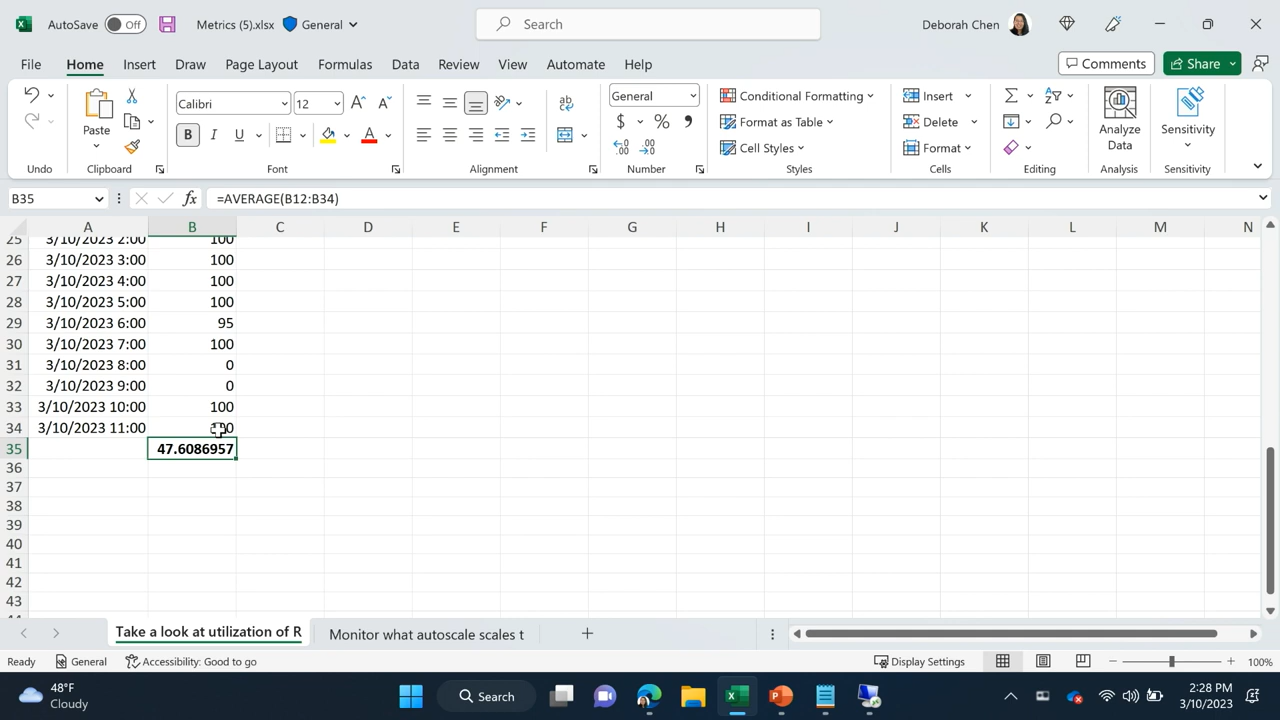 AutoSave Off Metrics (5).xlsx General Search Deborah Chen
File Home Insert Draw Page Layout Formulas Data Review View Automate Help Comments Share
Calibri 12 General Conditional Formatting Insert
Paste Format as Table Delete Analyze Data Sensitivity
B I U Cell Styles Format
Undo Clipboard Font Alignment Number Styles Cells Editing Analysis Sensitivity
B35 fx =AVERAGE(B12:B34)
A B C D E F G H I J K L M N
25 3/10/2023 2:00 100
26 3/10/2023 3:00 100
27 3/10/2023 4:00 100
28 3/10/2023 5:00 100
29 3/10/2023 6:00 95
30 3/10/2023 7:00 100
31 3/10/2023 8:00 0
32 3/10/2023 9:00 0
33 3/10/2023 10:00 100
34 3/10/2023 11:00
35 47.6086957
36
37
38
39
40
41
42
43
Take a look at utilization of R Monitor what autoscale scales t
Ready General Accessibility: Good to go Display Settings 100%
48°F Search 2:28 PM
Cloudy 3/10/2023